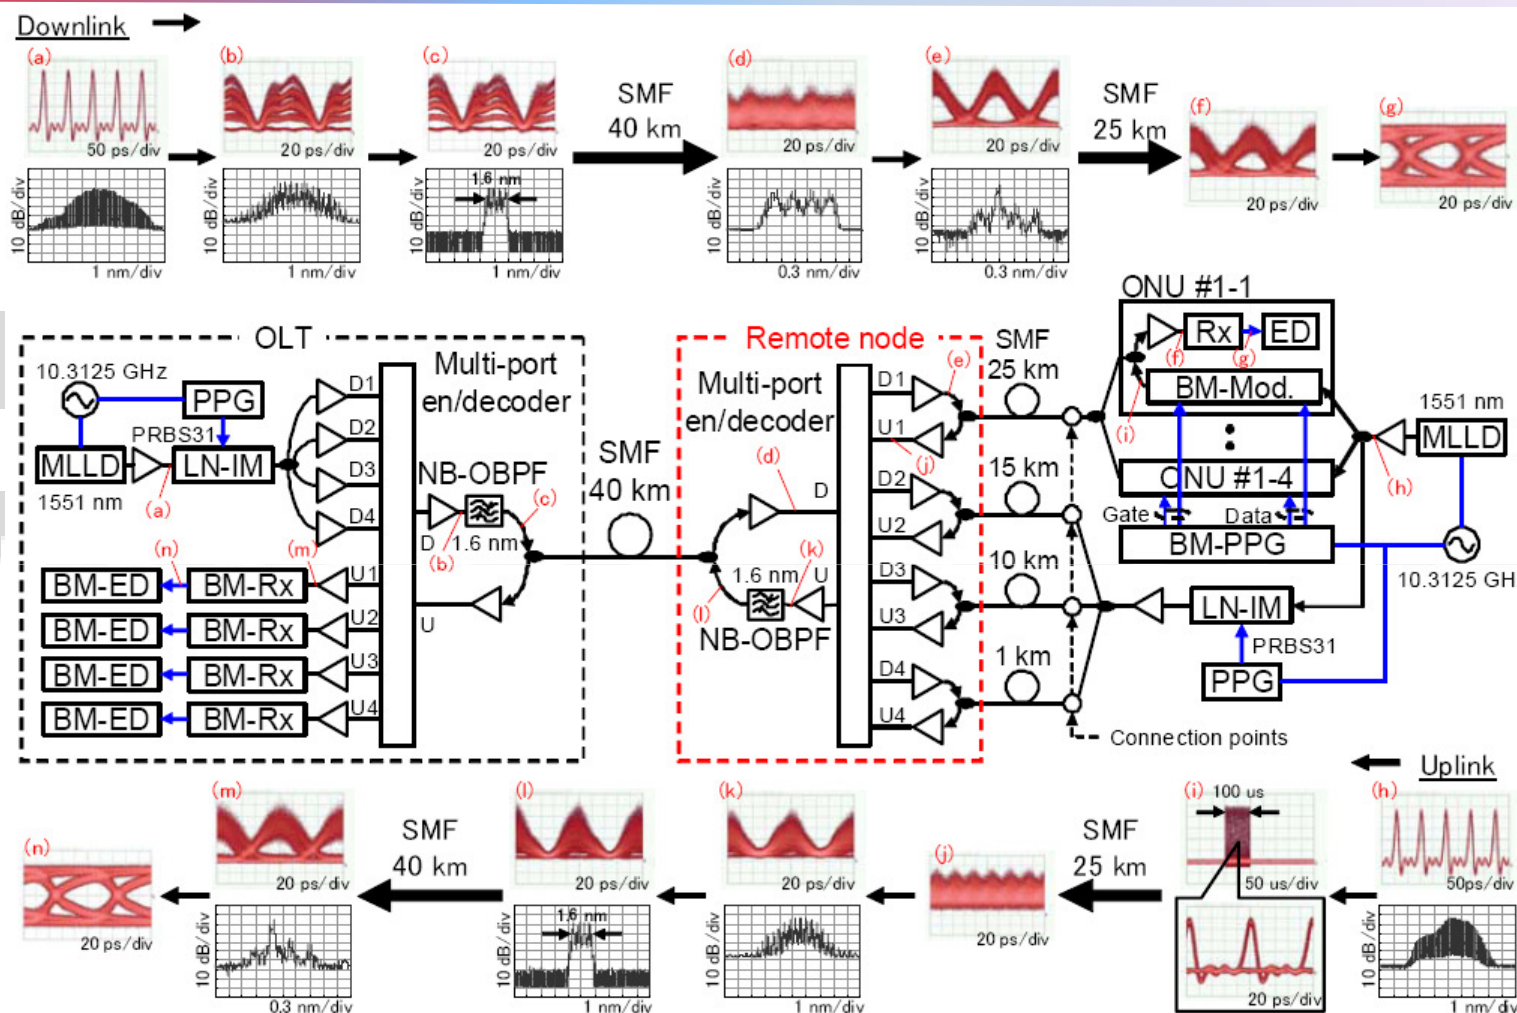 Downlink
(a)
(b)
(c)
(d)
(e)
(f)
(g)
SMF
40 km
SMF
25 km
50 ps/div
20 ps/div
20 ps/div
20 ps/div
20 ps/div
20 ps/div
20 ps/div
10 dB/div
1 nm/div
10 dB/div
1 nm/div
10 dB/div
1.6 nm
1 nm/div
10 dB/div
0.3 nm/div
10 dB/div
0.3 nm/div
OLT
10.3125 GHz
PPG
PRBS31
MLLD
LN-IM
1551 nm
(a)
D1
D2
D3
D4
Multi-port
en/decoder
NB-OBPF
(c)
D
1.6 nm
(b)
U
(n)
(m)
BM-ED
BM-Rx
U1
BM-ED
BM-Rx
U2
BM-ED
BM-Rx
U3
BM-ED
BM-Rx
U4
SMF
40 km
Remote node
Multi-port
en/decoder
(d)
D
(k)
1.6 nm
U
(l)
NB-OBPF
D1
(e)
U1
(j)
D2
U2
D3
U3
D4
U4
SMF
25 km
15 km
10 km
1 km
Connection points
ONU #1-1
Rx
ED
(f)
(g)
BM-Mod.
(i)
ONU #1-4
Gate
Data
BM-PPG
1551 nm
MLLD
(h)
10.3125 GH
LN-IM
PRBS31
PPG
Uplink
(h)
50ps/div
10 dB/div
1 nm/div
(i)
100 us
50 us/div
20 ps/div
SMF
25 km
(j)
20 ps/div
(k)
20 ps/div
10 dB/div
1 nm/div
(l)
20 ps/div
10 dB/div
1.6 nm
1 nm/div
SMF
40 km
(m)
20 ps/div
10 dB/div
0.3 nm/div
(n)
20 ps/div